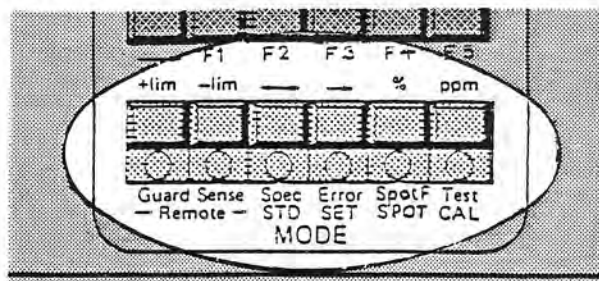 F1 F2 F3 F4 F5
+lim -lim % ppm
Guard Sense Spec Error SpotF Test
— Remote — STD SET SPOT CAL
MODE